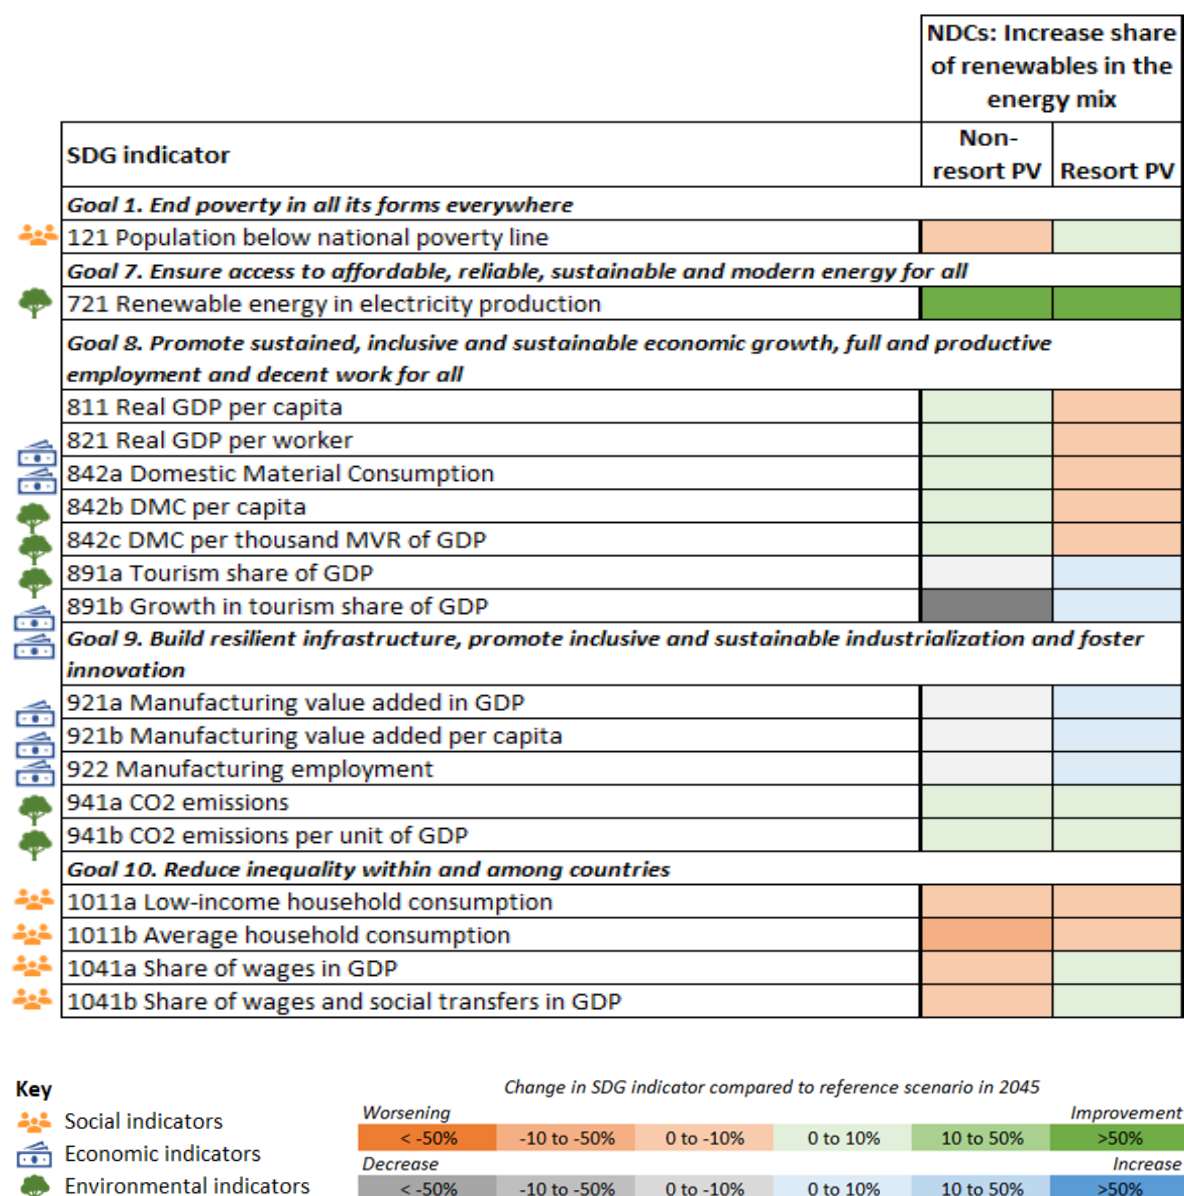 NDCs: Increase share
of renewables in the
energy mix
SDG indicator
Non-
resort PV
Resort PV
Goal 1. End poverty in all its forms everywhere
121 Population below national poverty line
Goal 7. Ensure access to affordable, reliable, sustainable and modern energy for all
721 Renewable energy in electricity production
Goal 8. Promote sustained, inclusive and sustainable economic growth, full and productive
employment and decent work for all
811 Real GDP per capita
821 Real GDP per worker
842a Domestic Material Consumption
842b DMC per capita
842c DMC per thousand MVR of GDP
891a Tourism share of GDP
891b Growth in tourism share of GDP
Goal 9. Build resilient infrastructure, promote inclusive and sustainable industrialization and foster
innovation
921a Manufacturing value added in GDP
921b Manufacturing value added per capita
922 Manufacturing employment
941a CO2 emissions
941b CO2 emissions per unit of GDP
Goal 10. Reduce inequality within and among countries
1011a Low-income household consumption
1011b Average household consumption
1041a Share of wages in GDP
1041b Share of wages and social transfers in GDP
Key
Social indicators
Economic indicators
Environmental indicators
Change in SDG indicator compared to reference scenario in 2045
Worsening Improvement
< -50% -10 to -50% 0 to -10% 0 to 10% 10 to 50% >50%
Decrease Increase
< -50% -10 to -50% 0 to -10% 0 to 10% 10 to 50% >50%